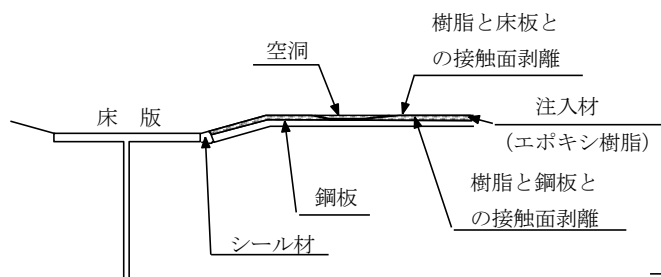 樹脂と床板と
の接触面剥離
空洞
床 版
注入材
(エポキシ樹脂)
樹脂と鋼板と
の接触面剥離
鋼板
シール材